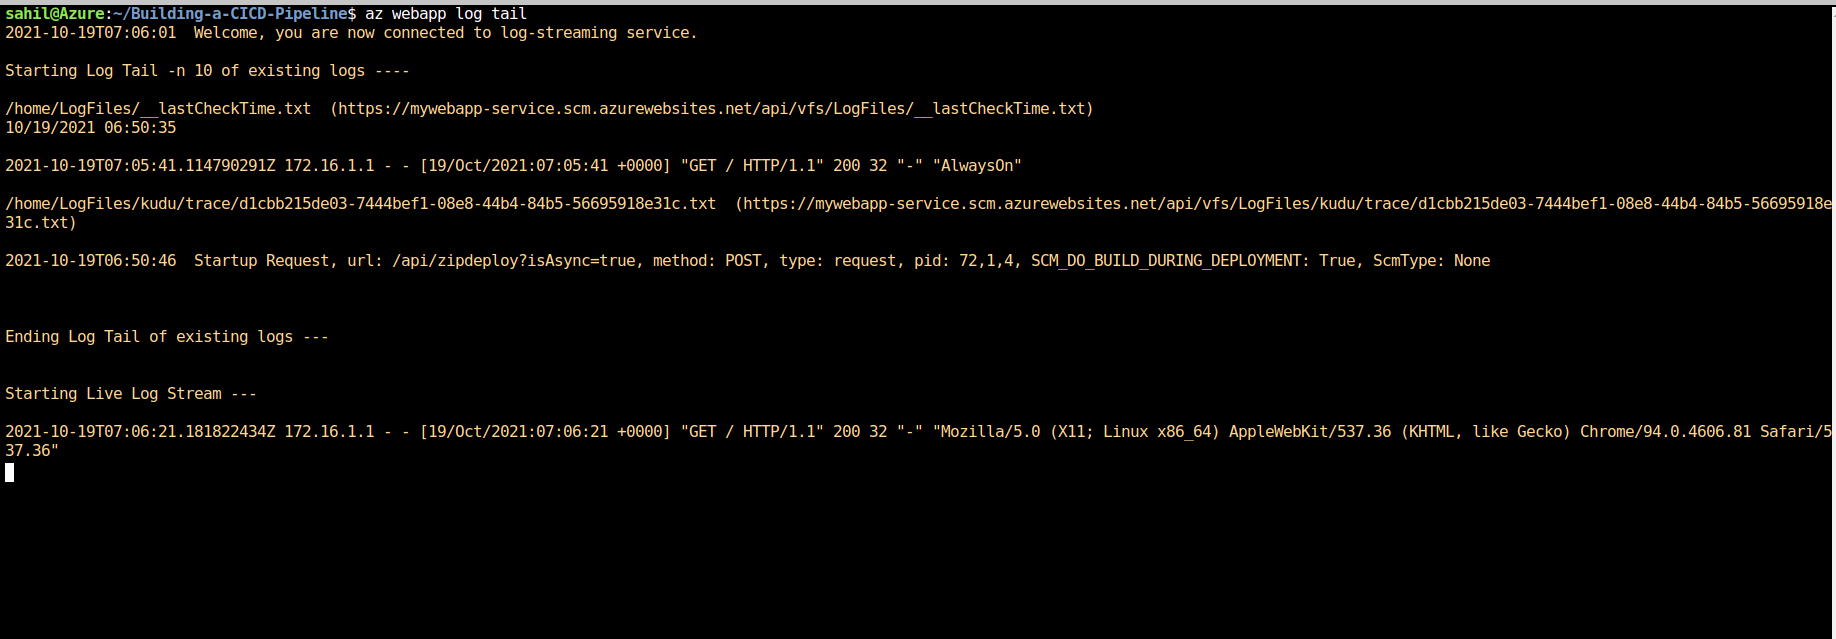 sahil@Azure:~/Building-a-CICD-Pipeline$ az webapp log tail
2021-10-19T07:06:01  Welcome, you are now connected to log-streaming service.
Starting Log Tail -n 10 of existing logs ----
/home/LogFiles/__lastCheckTime.txt  (https://mywebapp-service.scm.azurewebsites.net/api/vfs/LogFiles/__lastCheckTime.txt)
10/19/2021 06:50:35
2021-10-19T07:05:41.114790291Z 172.16.1.1 - - [19/Oct/2021:07:05:41 +0000] "GET / HTTP/1.1" 200 32 "-" "AlwaysOn"
/home/LogFiles/kudu/trace/d1cbb215de03-7444bef1-08e8-44b4-84b5-56695918e31c.txt  (https://mywebapp-service.scm.azurewebsites.net/api/vfs/LogFiles/kudu/trace/d1cbb215de03-7444bef1-08e8-44b4-84b5-56695918e
31c.txt)
2021-10-19T06:50:46  Startup Request, url: /api/zipdeploy?isAsync=true, method: POST, type: request, pid: 72,1,4, SCM_DO_BUILD_DURING_DEPLOYMENT: True, ScmType: None
Ending Log Tail of existing logs ---
Starting Live Log Stream ---
2021-10-19T07:06:21.181822434Z 172.16.1.1 - - [19/Oct/2021:07:06:21 +0000] "GET / HTTP/1.1" 200 32 "-" "Mozilla/5.0 (X11; Linux x86_64) AppleWebKit/537.36 (KHTML, like Gecko) Chrome/94.0.4606.81 Safari/5
37.36"